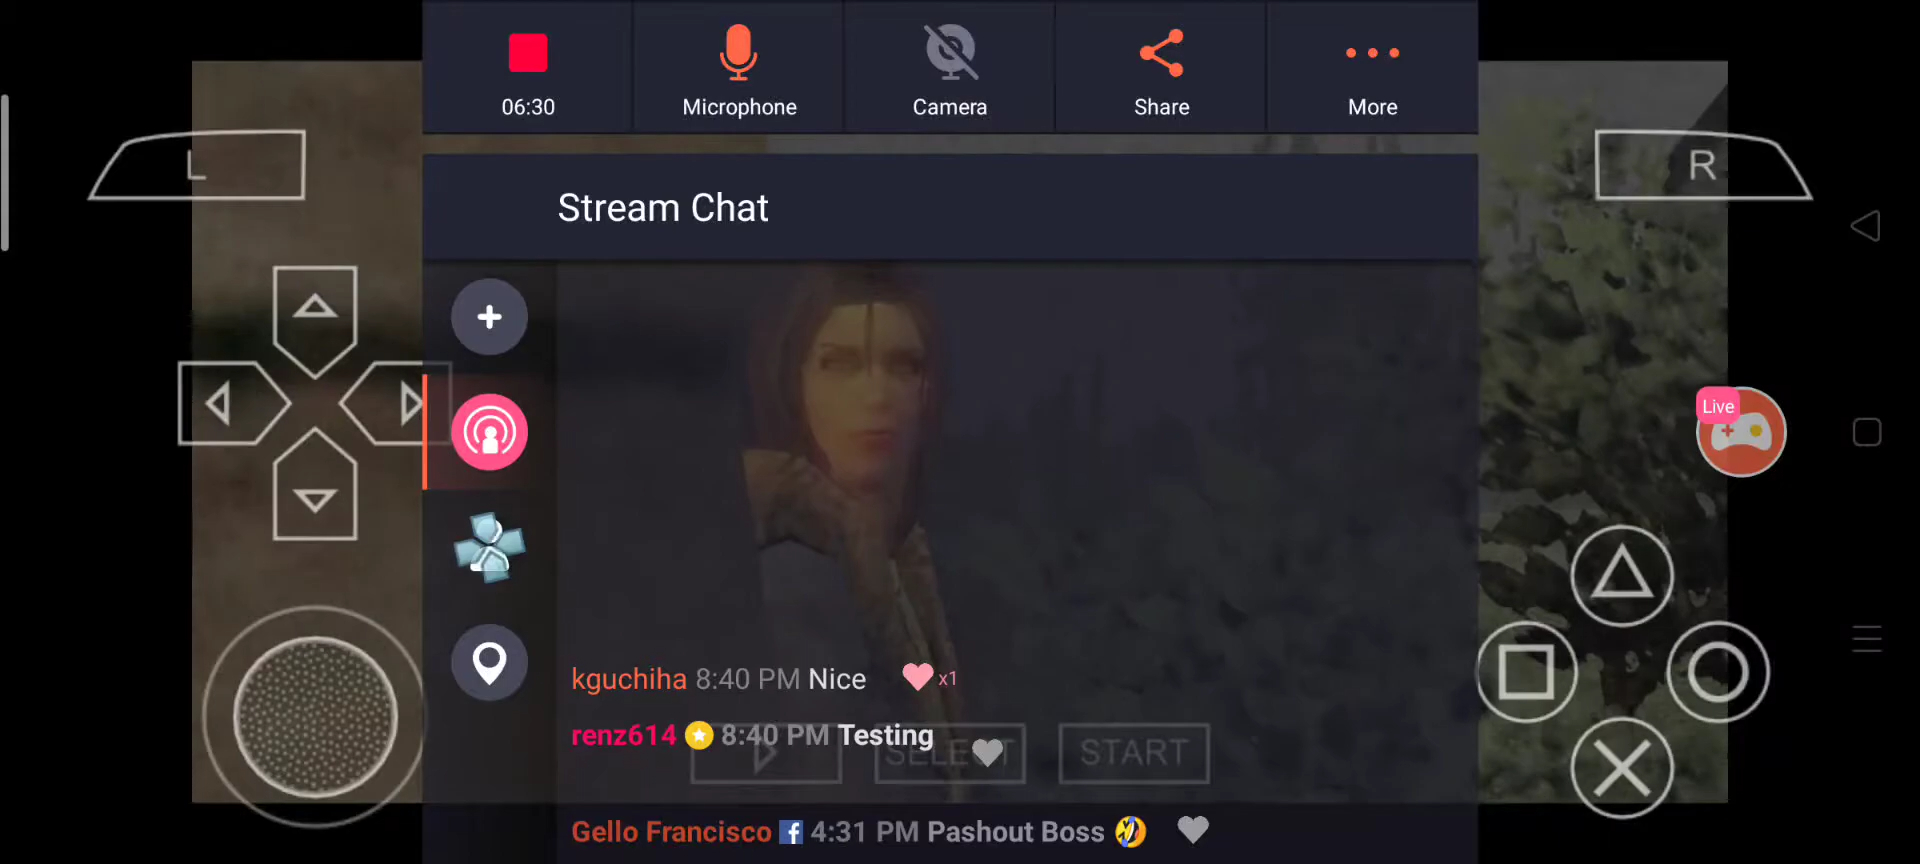 06:30
Microphone
Camera
Share
More
L
R
Stream Chat
Live
kguchiha 8:40 PM Nice x1
renz614 8:40 PM Testing
SELECT
START
Gello Francisco 4:31 PM Pashout Boss 🤣